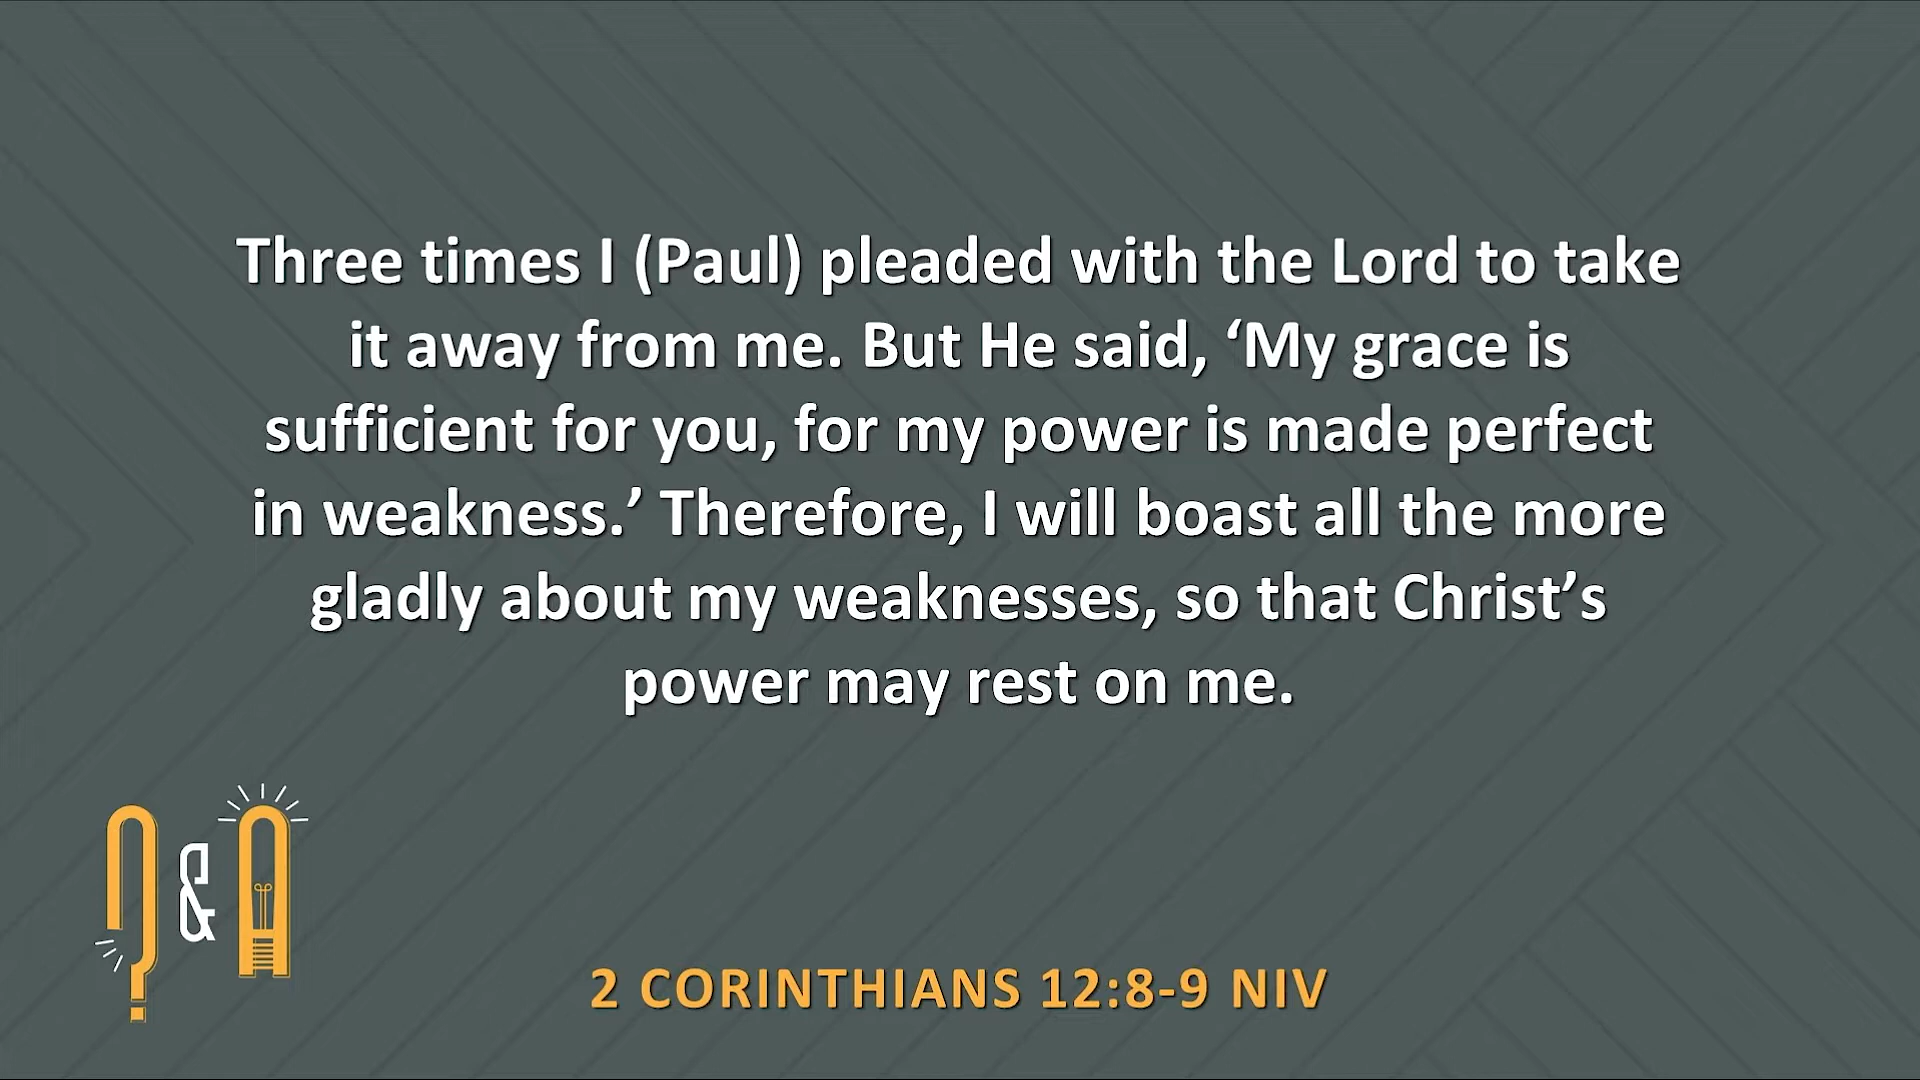 Three times I (Paul) pleaded with the Lord to take
it away from me. But He said, ‘My grace is
sufficient for you, for my power is made perfect
in weakness.’ Therefore, I will boast all the more
gladly about my weaknesses, so that Christ’s
power may rest on me.
? & A
2 CORINTHIANS 12:8-9 NIV